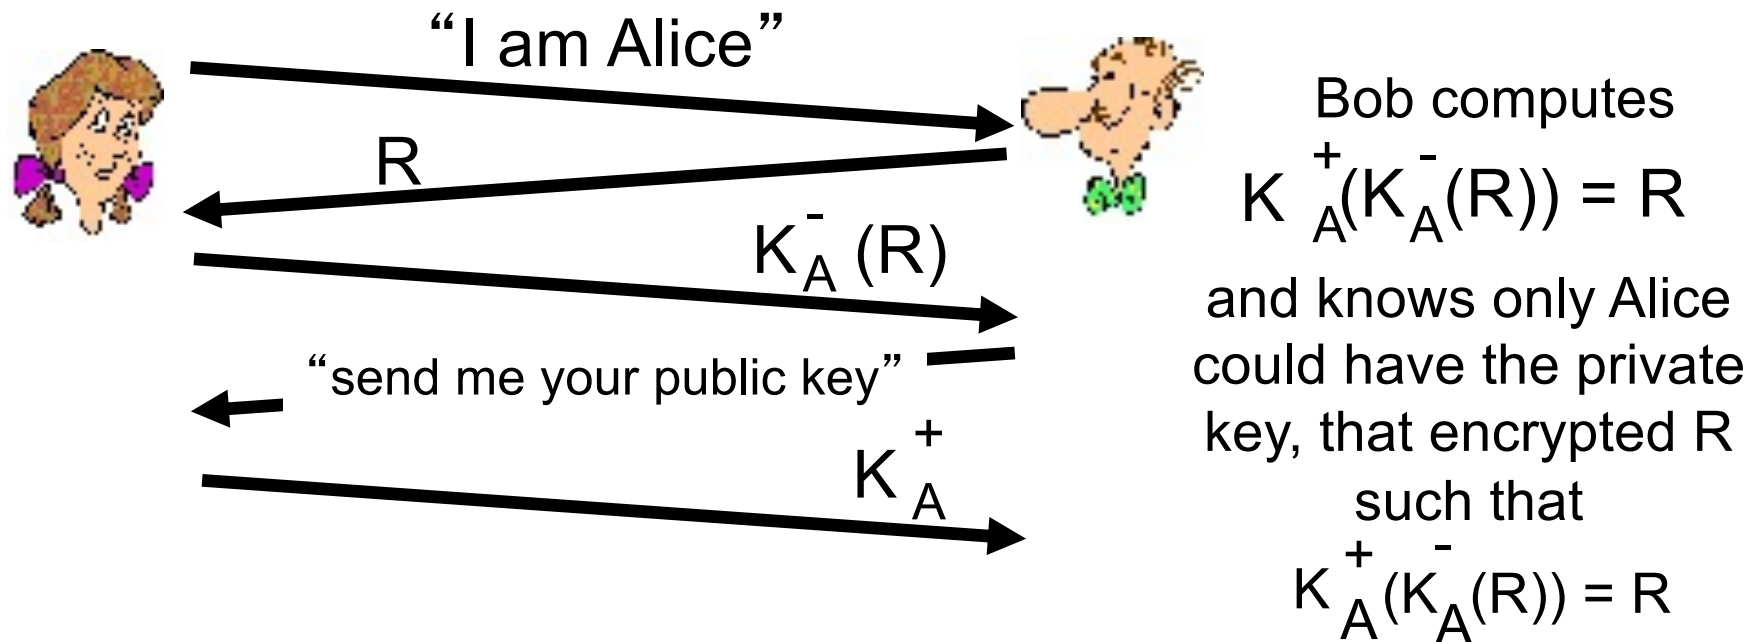 “I am Alice”
R
K_A^- (R)
“send me your public key”
K_A^+
Bob computes
K_A^+(K_A^-(R)) = R
and knows only Alice
could have the private
key, that encrypted R
such that
K_A^+(K_A^-(R)) = R